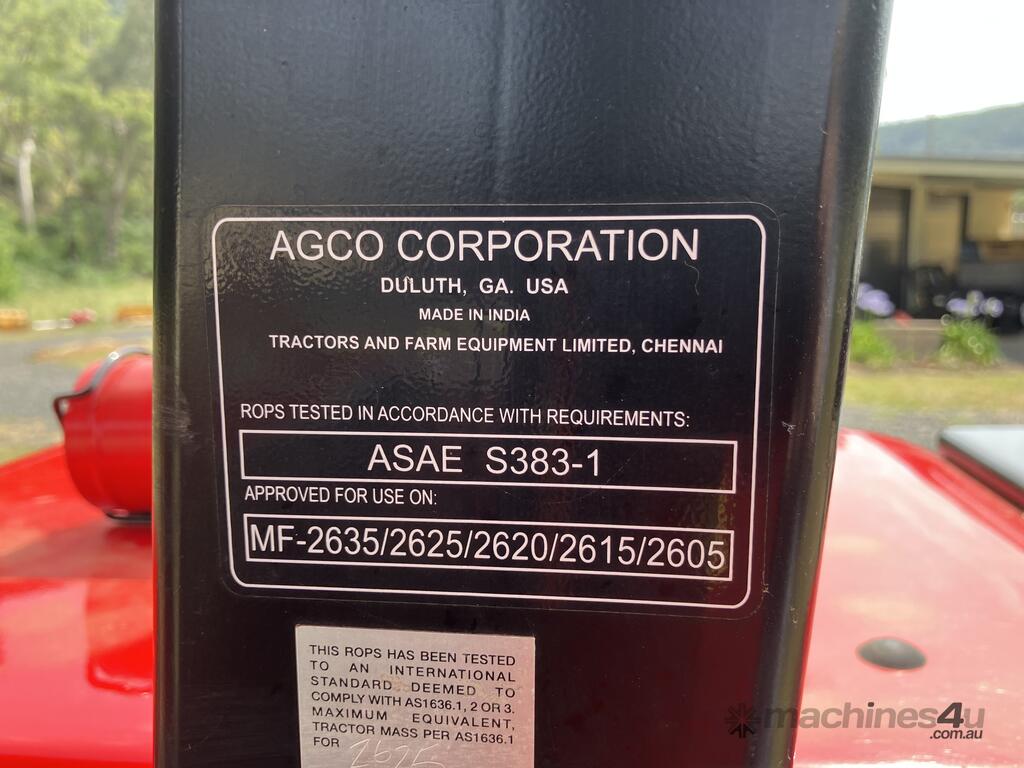 AGCO CORPORATION
DULUTH, GA. USA
MADE IN INDIA
TRACTORS AND FARM EQUIPMENT LIMITED, CHENNAI
ROPS TESTED IN ACCORDANCE WITH REQUIREMENTS:
ASAE S383-1
APPROVED FOR USE ON:
MF-2635/2625/2620/2615/2605
THIS ROPS HAS BEEN TESTED
TO AN INTERNATIONAL
STANDARD DEEMED TO
COMPLY WITH AS1636.1, 2 OR 3.
MAXIMUM EQUIVALENT,
TRACTOR MASS PER AS1636.1
FOR
machines4u
.com.au